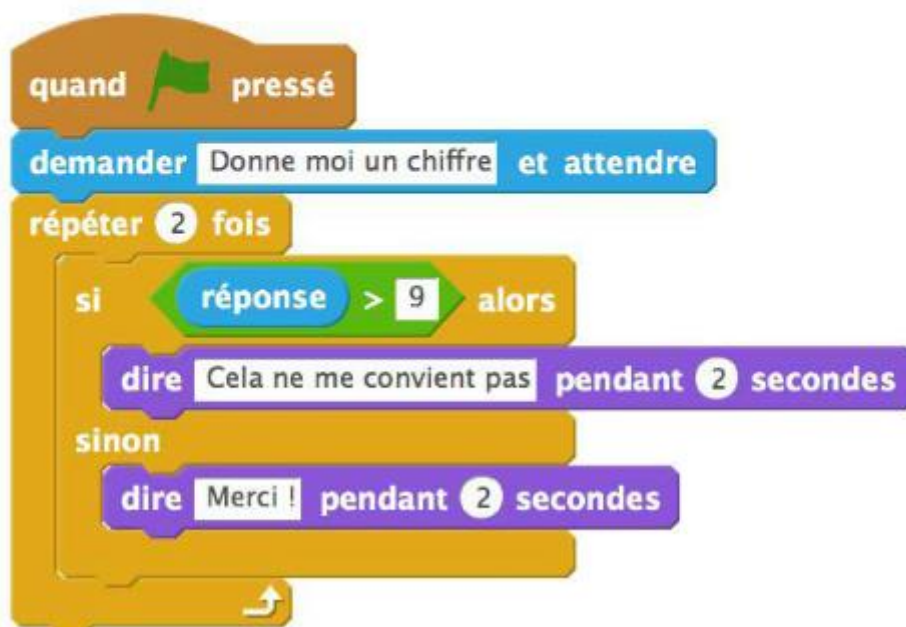 quand pressé
demander Donne moi un chiffre et attendre
répéter 2 fois
si réponse > 9 alors
dire Cela ne me convient pas pendant 2 secondes
sinon
dire Merci ! pendant 2 secondes